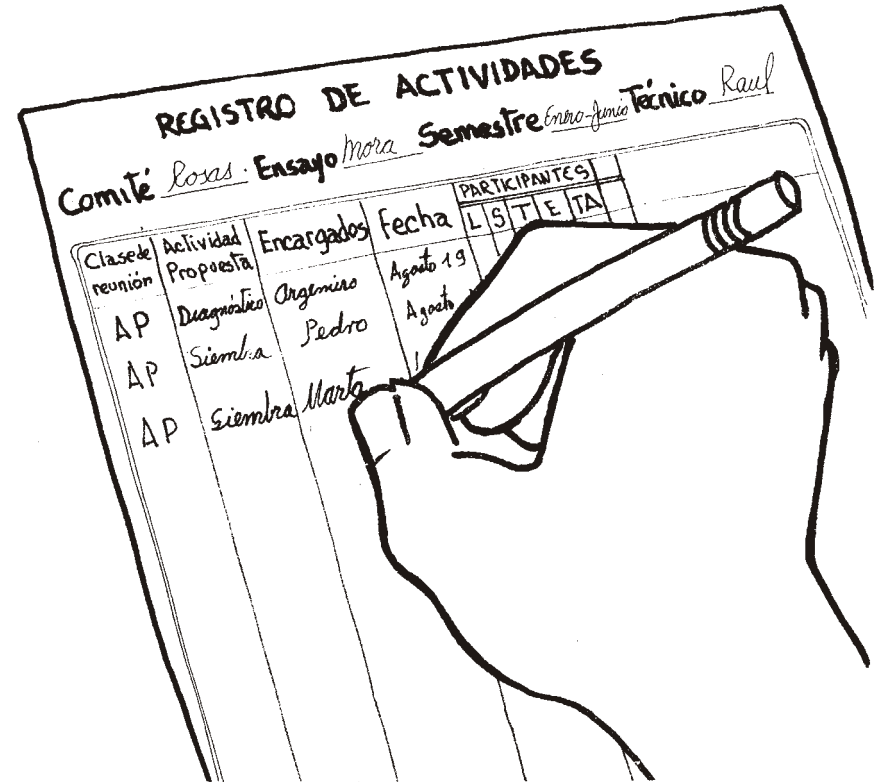 REGISTRO DE ACTIVIDADES
Comité Rosas. Ensayo Mora Semestre Enero-Junio Técnico Raul
Clase de reunión Actividad Propuesta Encargados Fecha PARTICIPANTES
L S T E TA
AP Diagnóstico Argemiro Agosto 19
AP Siembra Pedro Agosto
AP Siembra Marta